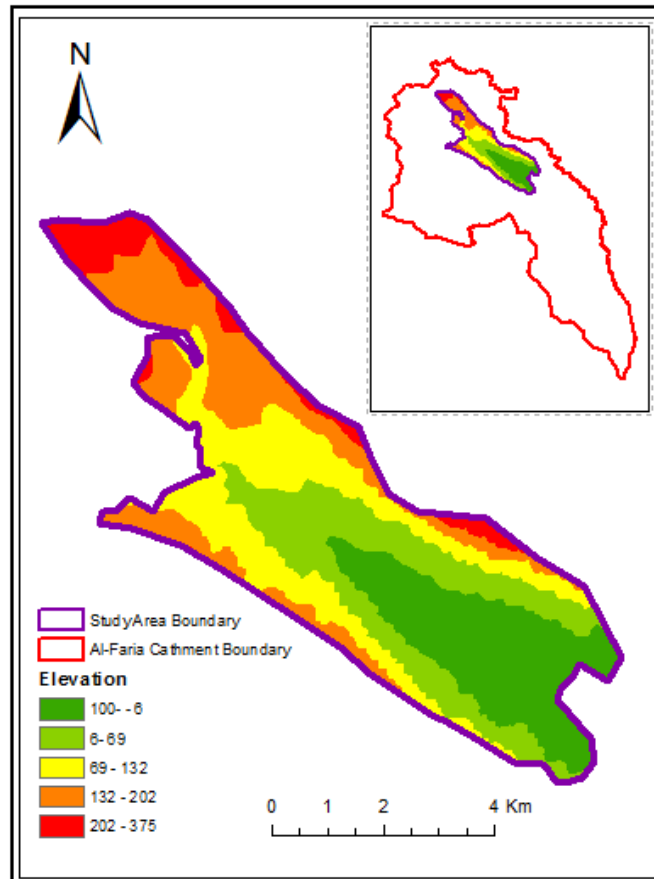 N
StudyArea Boundary
Al-Faria Cathment Boundary
Elevation
100- -6
6-69
69 - 132
132 - 202
202 - 375
0 1 2 4 Km